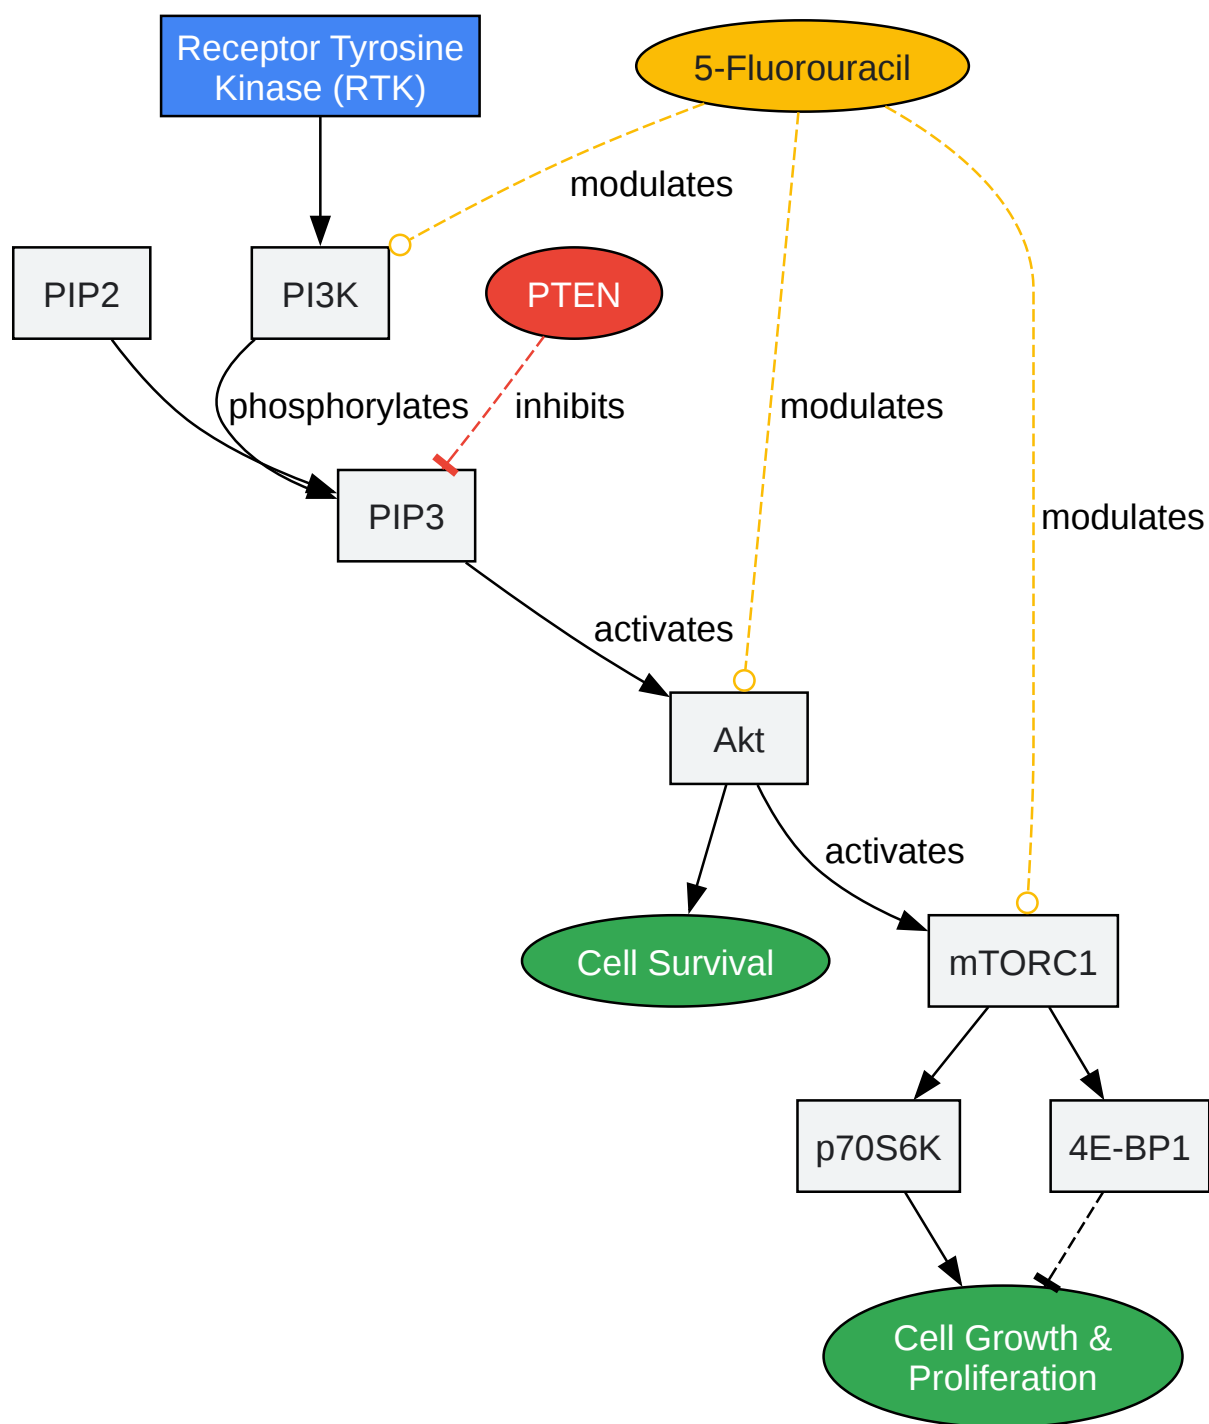 Receptor Tyrosine
Kinase (RTK)
5-Fluorouracil
modulates
PIP2
PI3K
PTEN
phosphorylates
inhibits
modulates
PIP3
modulates
activates
Akt
activates
Cell Survival
mTORC1
p70S6K
4E-BP1
Cell Growth &
Proliferation